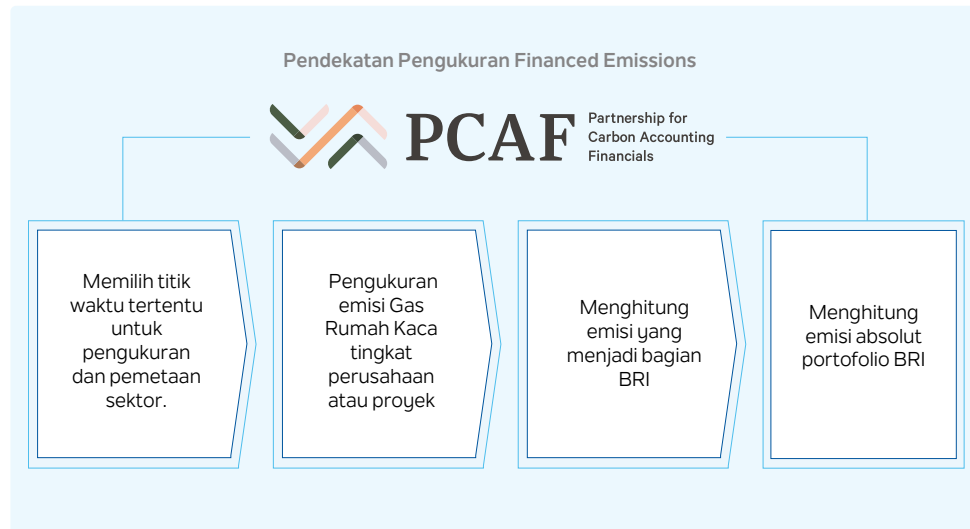 Pendekatan Pengukuran Financed Emissions
PCAF
Partnership for
Carbon Accounting
Financials
Memilih titik
waktu tertentu
untuk
pengukuran
dan pemetaan
sektor.
Pengukuran
emisi Gas
Rumah Kaca
tingkat
perusahaan
atau proyek
Menghitung
emisi yang
menjadi bagian
BRI
Menghitung
emisi absolut
portofolio BRI